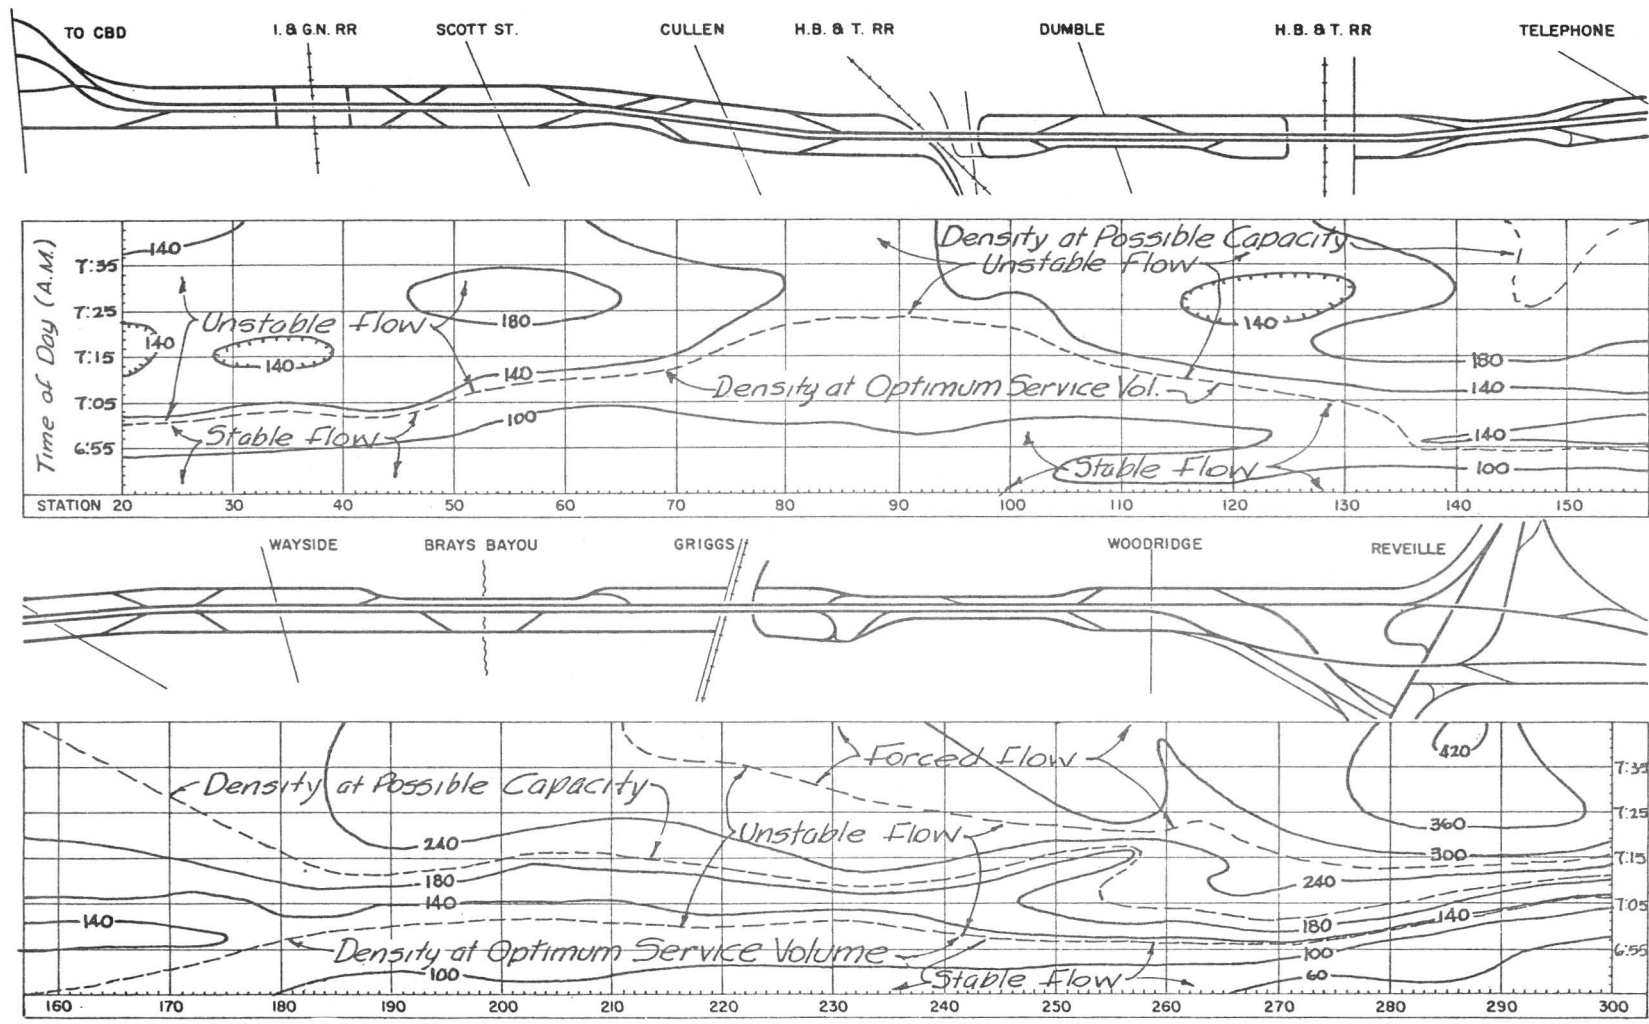 TO CBD I. & G.N. RR SCOTT ST. CULLEN H.B. & T. RR DUMBLE H.B. & T. RR TELEPHONE
Time of Day (A.M.)
140 Density at Possible Capacity
7:35 Unstable Flow
7:25 Unstable Flow 180 140
140
7:15 140 180
140 Density at Optimum Service Vol. 140
7:05 100
Stable Flow 140
6:55 Stable Flow 100
STATION 20 30 40 50 60 70 80 90 100 110 120 130 140 150
WAYSIDE BRAYS BAYOU GRIGGS WOODRIDGE REVEILLE
420
Forced Flow 7:35
Density at Possible Capacity
7:25
Unstable Flow 360
240 300 7:15
180 240
140 7:05
140 180 140
Density at Optimum Service Volume 100 6:55
100 Stable Flow 60
160 170 180 190 200 210 220 230 240 250 260 270 280 290 300